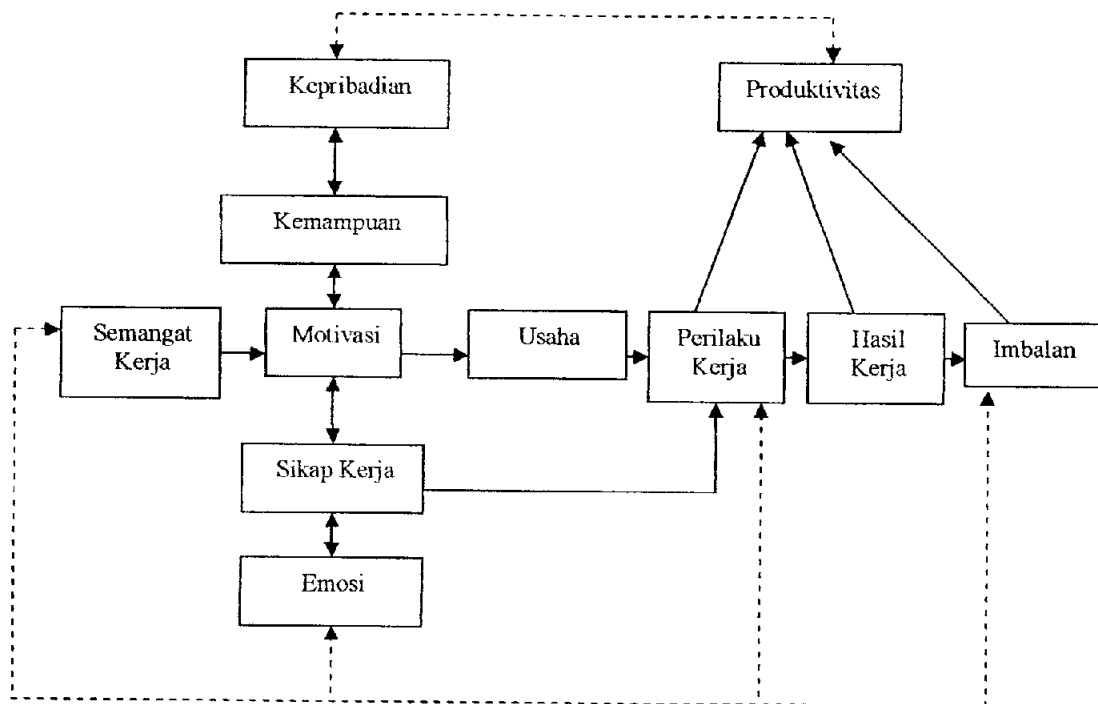 Kepribadian
Produktivitas
Kemampuan
Semangat
Kerja
Motivasi
Usaha
Perilaku
Kerja
Hasil
Kerja
Imbalan
Sikap Kerja
Emosi